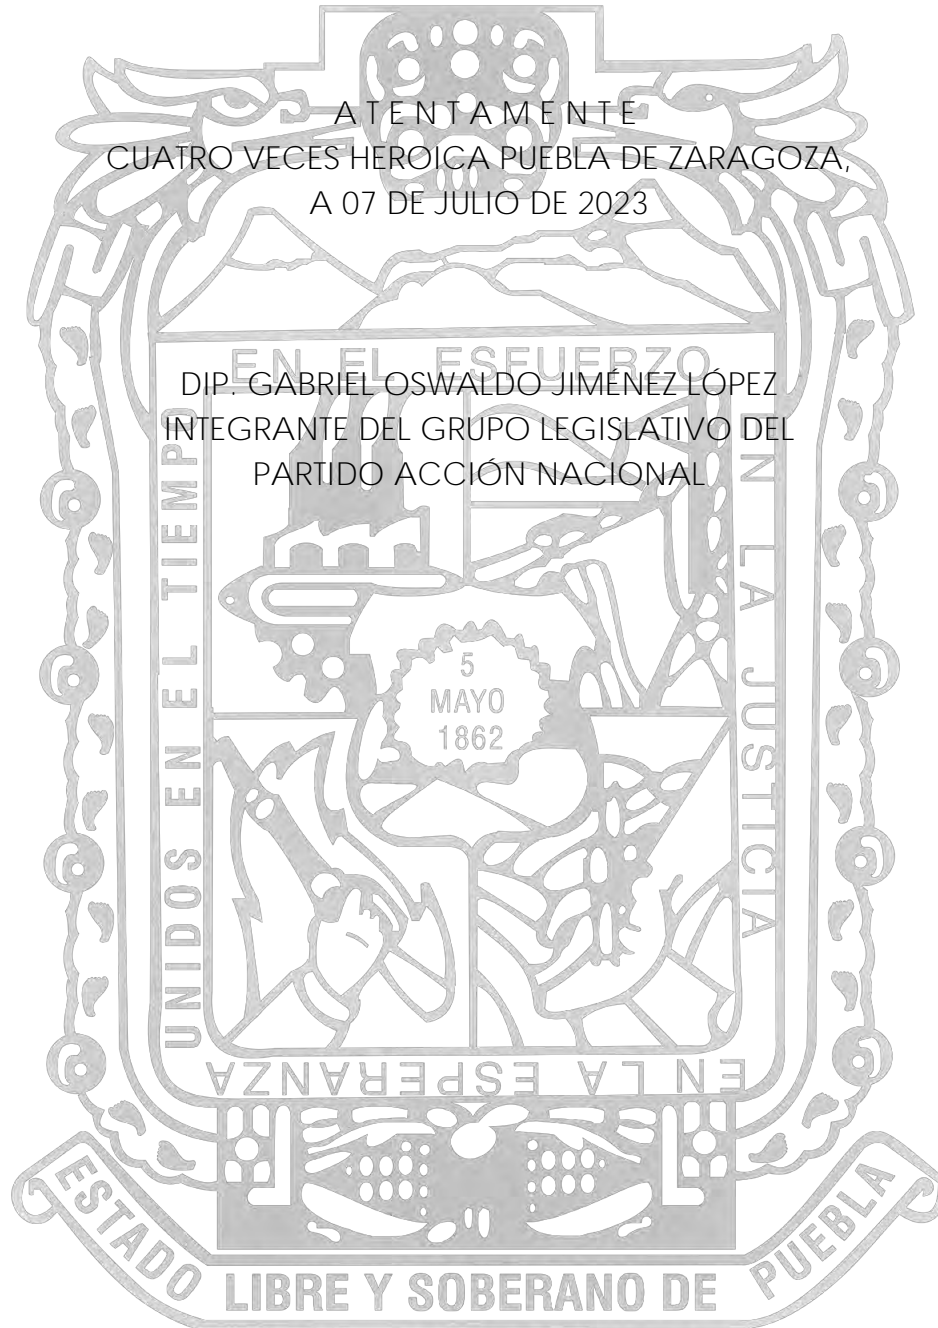 A T E N T A M E N T E
CUATRO VECES HEROICA PUEBLA DE ZARAGOZA,
A 07 DE JULIO DE 2023
DIP. GABRIEL OSWALDO JIMÉNEZ LÓPEZ
INTEGRANTE DEL GRUPO LEGISLATIVO DEL
PARTIDO ACCIÓN NACIONAL
UNIDOS EN EL TIEMPO
EN EL ESFUERZO
EN LA JUSTICIA
EN LA ESPERANZA
5
MAYO
1862
ESTADO LIBRE Y SOBERANO DE PUEBLA